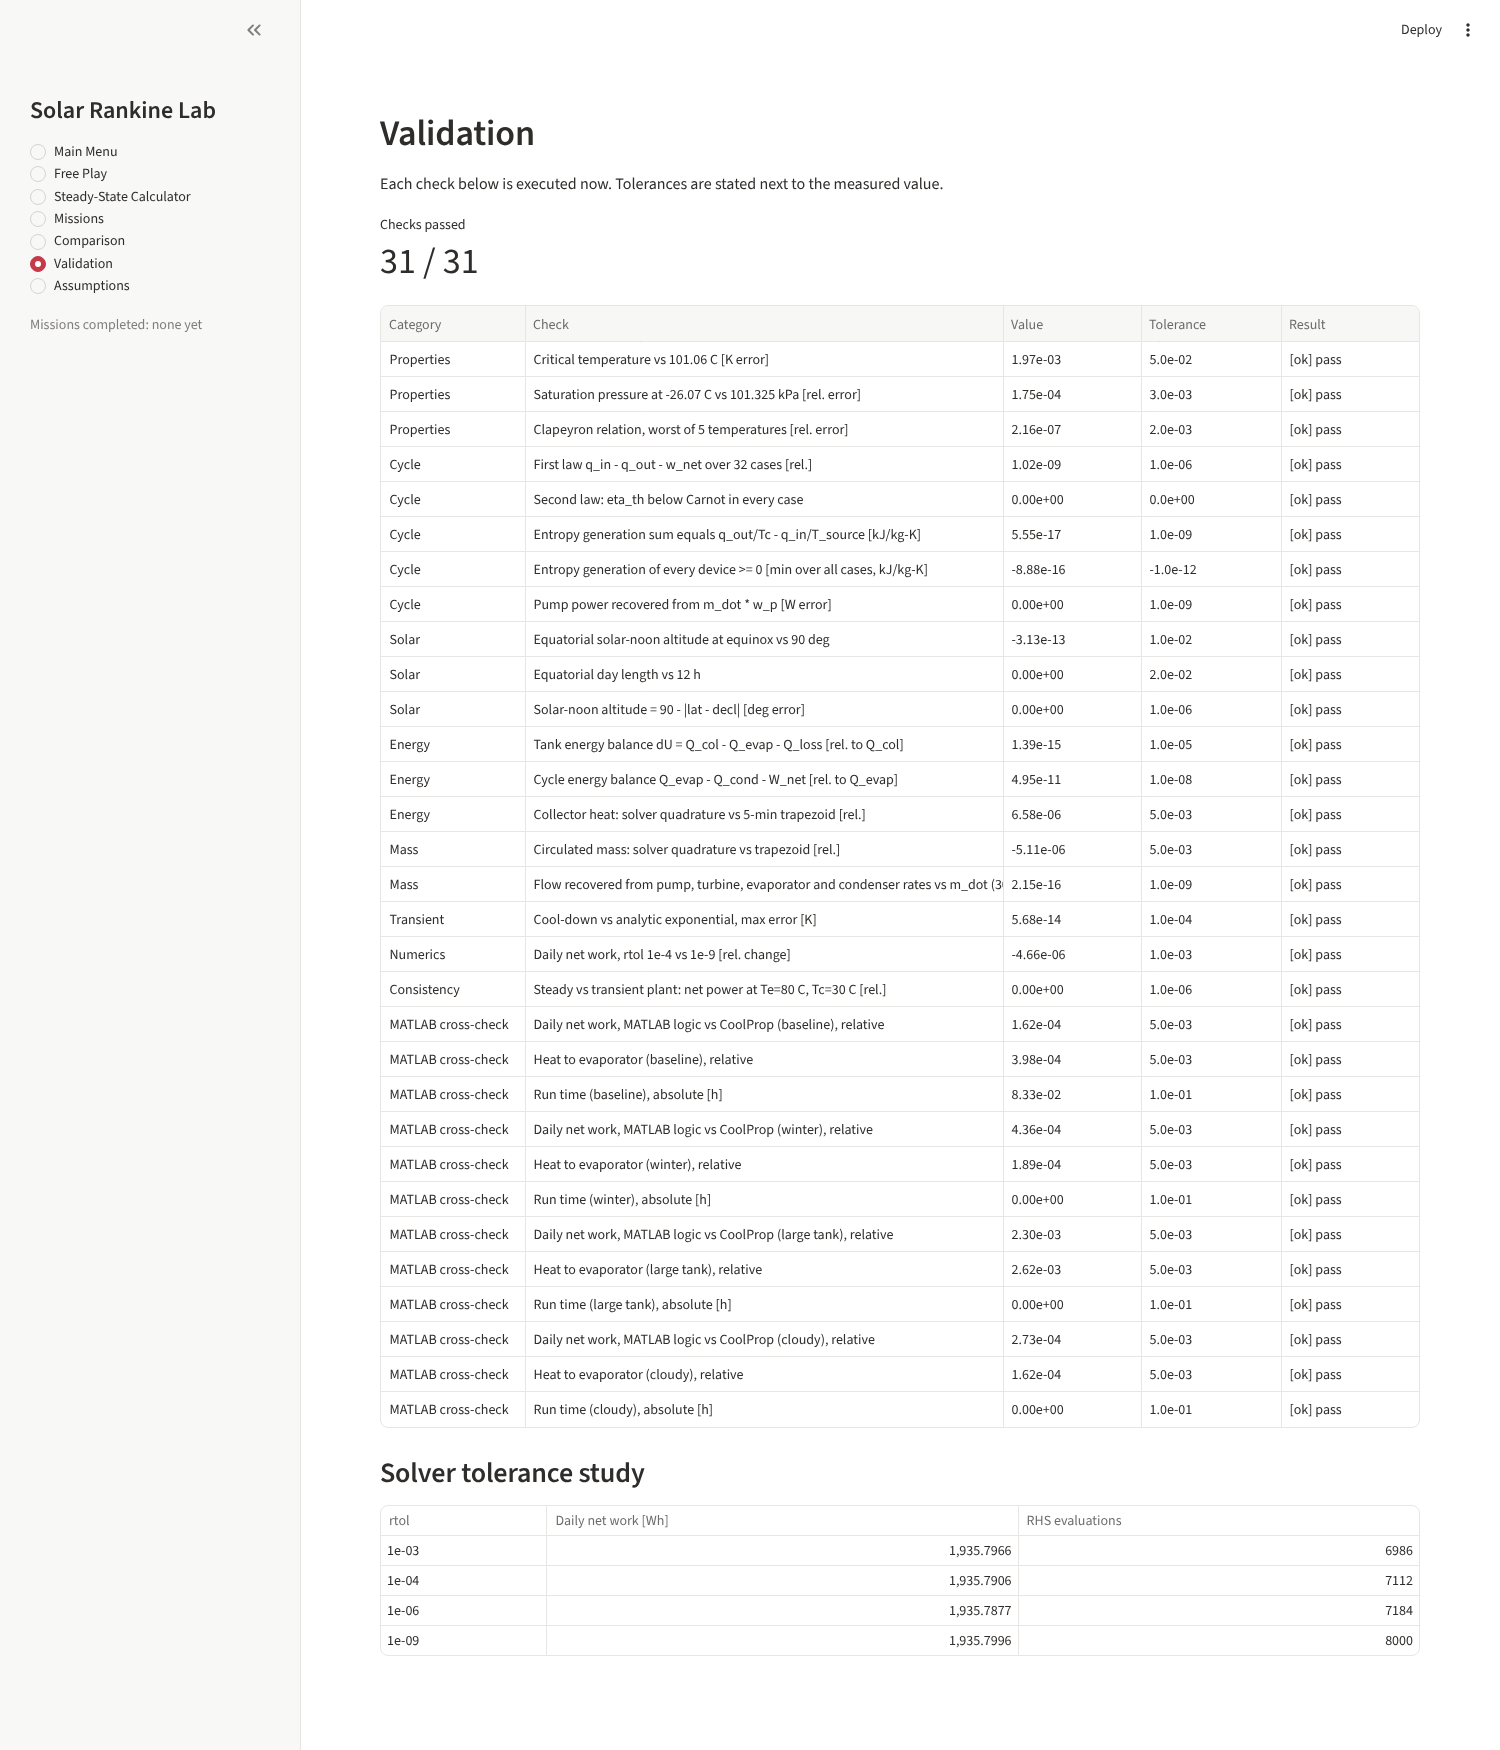 Deploy
Solar Rankine Lab
Main Menu
Free Play
Steady-State Calculator
Missions
Comparison
Validation
Assumptions
Missions completed: none yet
Validation
Each check below is executed now. Tolerances are stated next to the measured value.
Checks passed
31 / 31
Category Check Value Tolerance Result
Properties Critical temperature vs 101.06 C [K error] 1.97e-03 5.0e-02 [ok] pass
Properties Saturation pressure at -26.07 C vs 101.325 kPa [rel. error] 1.75e-04 3.0e-03 [ok] pass
Properties Clapeyron relation, worst of 5 temperatures [rel. error] 2.16e-07 2.0e-03 [ok] pass
Cycle First law q_in - q_out - w_net over 32 cases [rel.] 1.02e-09 1.0e-06 [ok] pass
Cycle Second law: eta_th below Carnot in every case 0.00e+00 0.0e+00 [ok] pass
Cycle Entropy generation sum equals q_out/Tc - q_in/T_source [kJ/kg-K] 5.55e-17 1.0e-09 [ok] pass
Cycle Entropy generation of every device >= 0 [min over all cases, kJ/kg-K] -8.88e-16 -1.0e-12 [ok] pass
Cycle Pump power recovered from m_dot * w_p [W error] 0.00e+00 1.0e-09 [ok] pass
Solar Equatorial solar-noon altitude at equinox vs 90 deg -3.13e-13 1.0e-02 [ok] pass
Solar Equatorial day length vs 12 h 0.00e+00 2.0e-02 [ok] pass
Solar Solar-noon altitude = 90 - |lat - decl| [deg error] 0.00e+00 1.0e-06 [ok] pass
Energy Tank energy balance dU = Q_col - Q_evap - Q_loss [rel. to Q_col] 1.39e-15 1.0e-05 [ok] pass
Energy Cycle energy balance Q_evap - Q_cond - W_net [rel. to Q_evap] 4.95e-11 1.0e-08 [ok] pass
Energy Collector heat: solver quadrature vs 5-min trapezoid [rel.] 6.58e-06 5.0e-03 [ok] pass
Mass Circulated mass: solver quadrature vs trapezoid [rel.] -5.11e-06 5.0e-03 [ok] pass
Mass Flow recovered from pump, turbine, evaporator and condenser rates vs m_dot 2.15e-16 1.0e-09 [ok] pass
Transient Cool-down vs analytic exponential, max error [K] 5.68e-14 1.0e-04 [ok] pass
Numerics Daily net work, rtol 1e-4 vs 1e-9 [rel. change] -4.66e-06 1.0e-03 [ok] pass
Consistency Steady vs transient plant: net power at Te=80 C, Tc=30 C [rel.] 0.00e+00 1.0e-06 [ok] pass
MATLAB cross-check Daily net work, MATLAB logic vs CoolProp (baseline), relative 1.62e-04 5.0e-03 [ok] pass
MATLAB cross-check Heat to evaporator (baseline), relative 3.98e-04 5.0e-03 [ok] pass
MATLAB cross-check Run time (baseline), absolute [h] 8.33e-02 1.0e-01 [ok] pass
MATLAB cross-check Daily net work, MATLAB logic vs CoolProp (winter), relative 4.36e-04 5.0e-03 [ok] pass
MATLAB cross-check Heat to evaporator (winter), relative 1.89e-04 5.0e-03 [ok] pass
MATLAB cross-check Run time (winter), absolute [h] 0.00e+00 1.0e-01 [ok] pass
MATLAB cross-check Daily net work, MATLAB logic vs CoolProp (large tank), relative 2.30e-03 5.0e-03 [ok] pass
MATLAB cross-check Heat to evaporator (large tank), relative 2.62e-03 5.0e-03 [ok] pass
MATLAB cross-check Run time (large tank), absolute [h] 0.00e+00 1.0e-01 [ok] pass
MATLAB cross-check Daily net work, MATLAB logic vs CoolProp (cloudy), relative 2.73e-04 5.0e-03 [ok] pass
MATLAB cross-check Heat to evaporator (cloudy), relative 1.62e-04 5.0e-03 [ok] pass
MATLAB cross-check Run time (cloudy), absolute [h] 0.00e+00 1.0e-01 [ok] pass
Solver tolerance study
rtol Daily net work [Wh] RHS evaluations
1e-03 1,935.7966 6986
1e-04 1,935.7906 7112
1e-06 1,935.7877 7184
1e-09 1,935.7996 8000